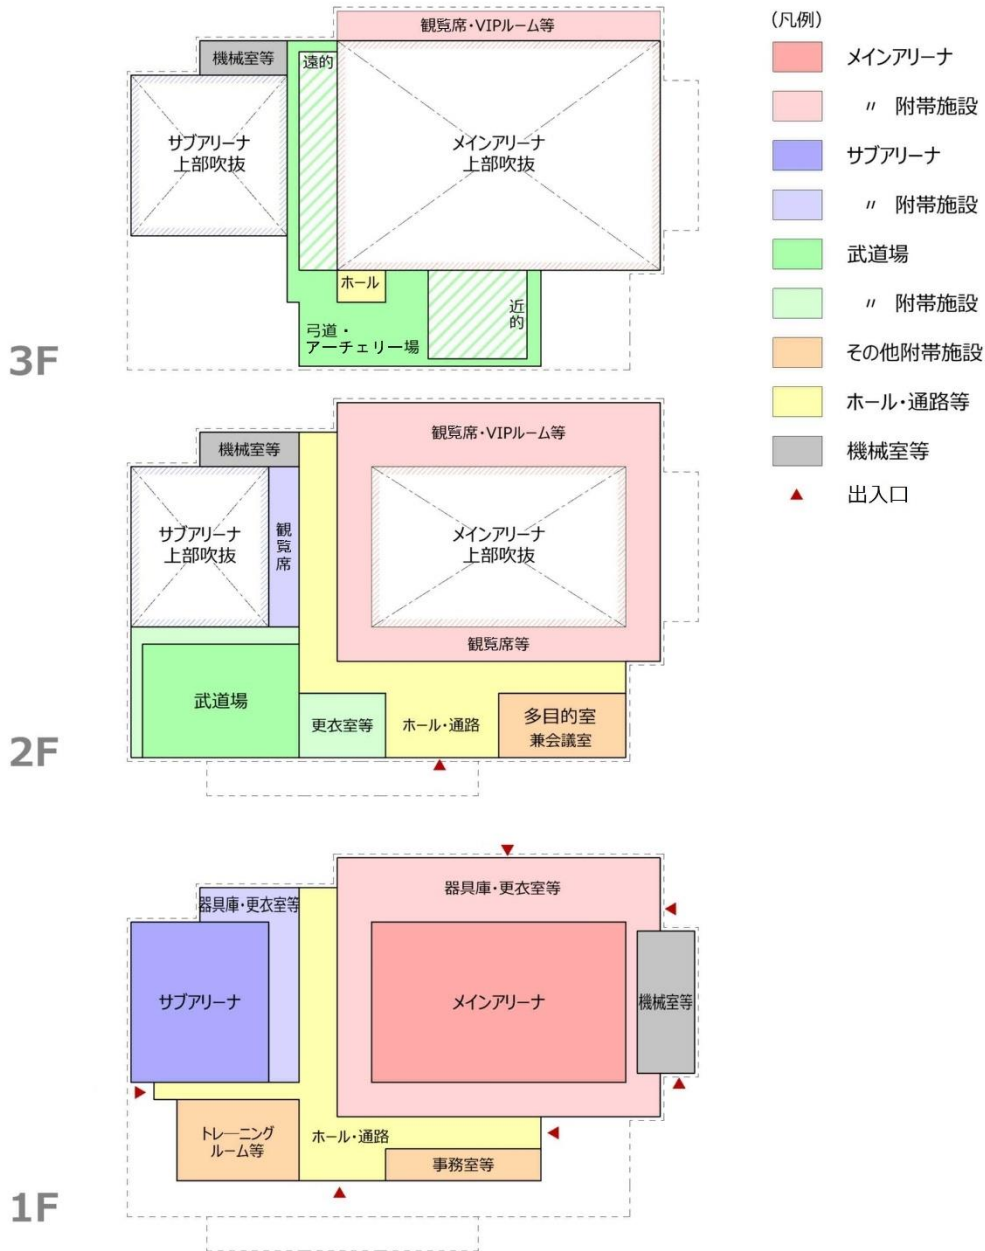 観覧席・VIPルーム等
機械室等
遠的
サブアリーナ
上部吹抜
メインアリーナ
上部吹抜
ホール
近的
弓道・
アーチェリー場
3F
(凡例)
メインアリーナ
〃 附帯施設
サブアリーナ
〃 附帯施設
武道場
〃 附帯施設
その他附帯施設
ホール・通路等
機械室等
出入口
観覧席・VIPルーム等
機械室等
サブアリーナ
上部吹抜
観覧席
メインアリーナ
上部吹抜
観覧席等
武道場
更衣室等
ホール・通路
多目的室
兼会議室
2F
器具庫・更衣室等
器具庫・更衣室等
サブアリーナ
メインアリーナ
機械室等
トレーニング
ルーム等
ホール・通路
事務室等
1F